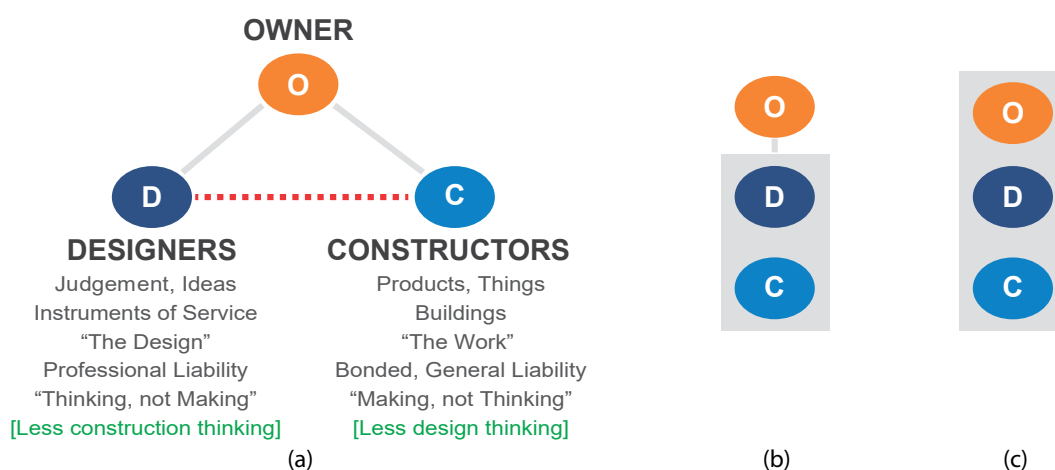 OWNER
O
D
C
DESIGNERS
Judgement, Ideas
Instruments of Service
“The Design”
Professional Liability
“Thinking, not Making”
[Less construction thinking]
CONSTRUCTORS
Products, Things
Buildings
“The Work”
Bonded, General Liability
“Making, not Thinking”
[Less design thinking]
(a)
O
D
C
(b)
O
D
C
(c)